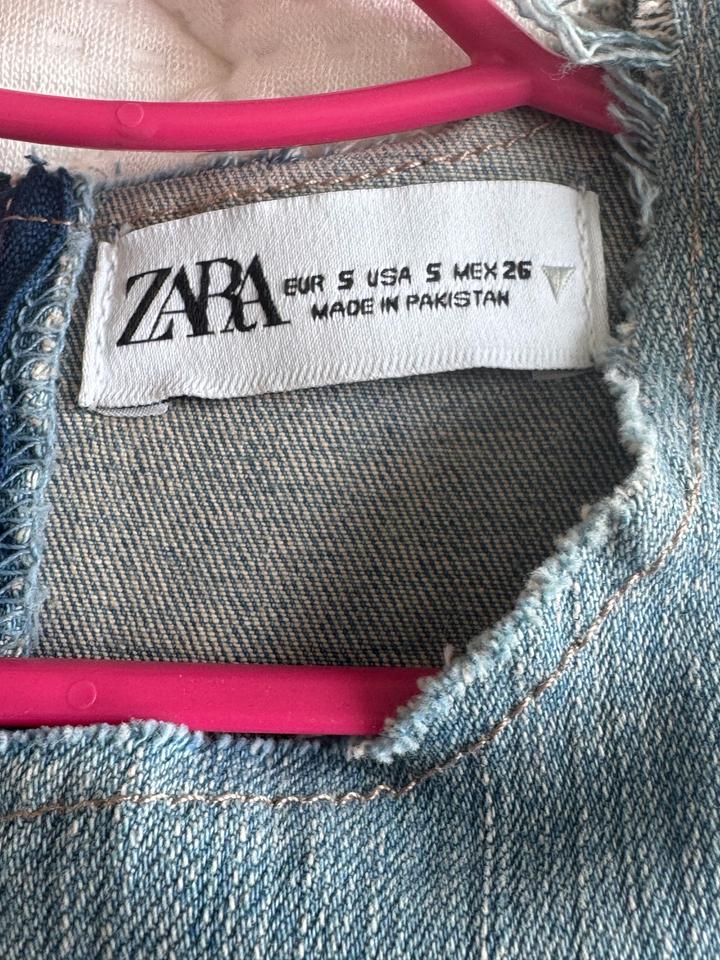 ZARA
EUR S USA S MEX 26
MADE IN PAKISTAN